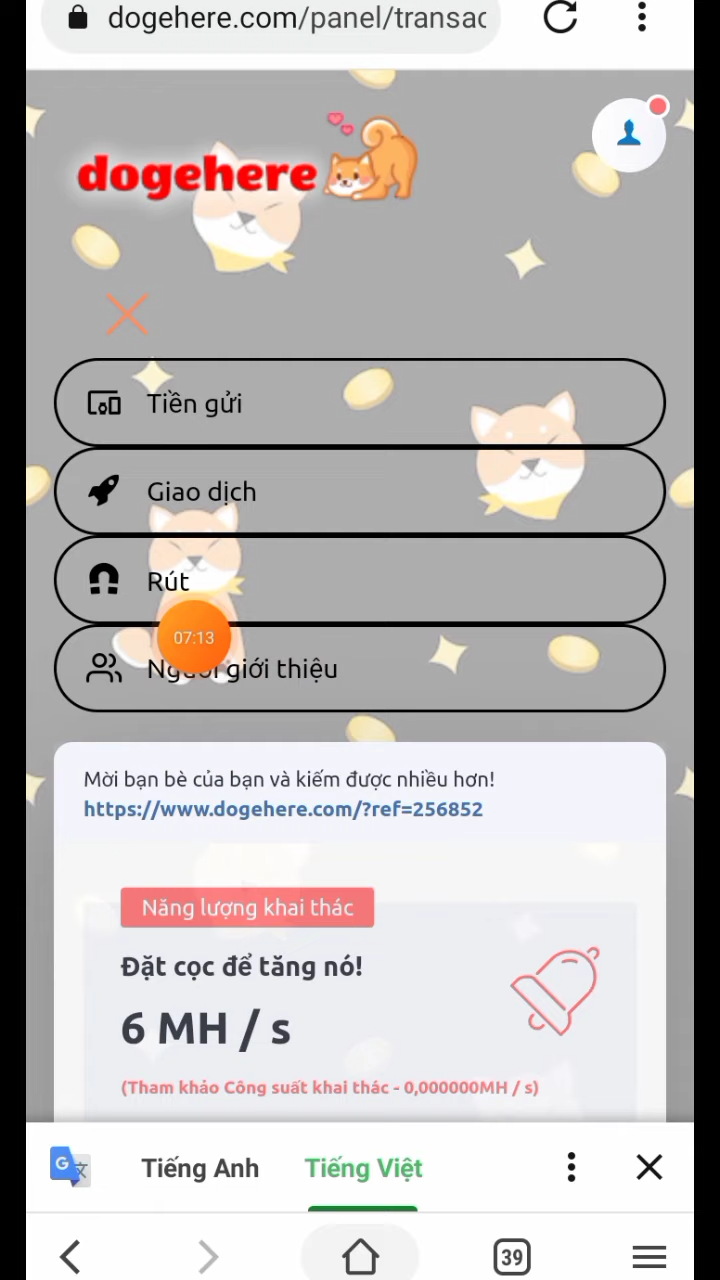 dogehere.com/panel/transac
dogehere
Tiền gửi
Giao dịch
Rút
07:13
Người giới thiệu
Mời bạn bè của bạn và kiếm được nhiều hơn!
https://www.dogehere.com/?ref=256852
Năng lượng khai thác
Đặt cọc để tăng nó!
6 MH / s
(Tham khảo Công suất khai thác - 0,000000MH / s)
Tiếng Anh Tiếng Việt
39